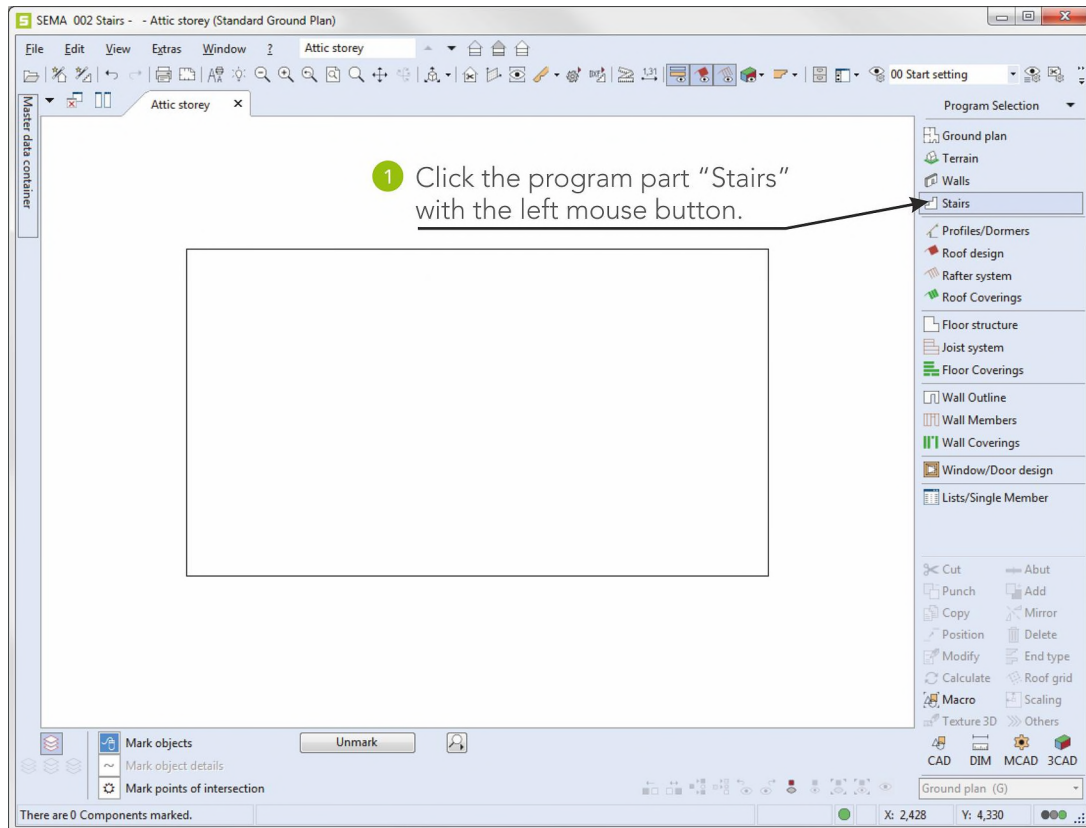 SEMA 002 Stairs - - Attic storey (Standard Ground Plan)
File Edit View Extras Window ? Attic storey
00 Start setting
Master data container
Attic storey X
Program Selection
Ground plan
Terrain
Walls
Stairs
1 Click the program part “Stairs”
with the left mouse button.
Profiles/Dormers
Roof design
Rafter system
Roof Coverings
Floor structure
Joist system
Floor Coverings
Wall Outline
Wall Members
Wall Coverings
Window/Door design
Lists/Single Member
Cut Abut
Punch Add
Copy Mirror
Position Delete
Modify End type
Calculate Roof grid
Macro Scaling
Texture 3D Others
CAD DIM MCAD 3CAD
Mark objects Unmark
Mark object details
Mark points of intersection
Ground plan (G)
There are 0 Components marked. X: 2,428 Y: 4,330